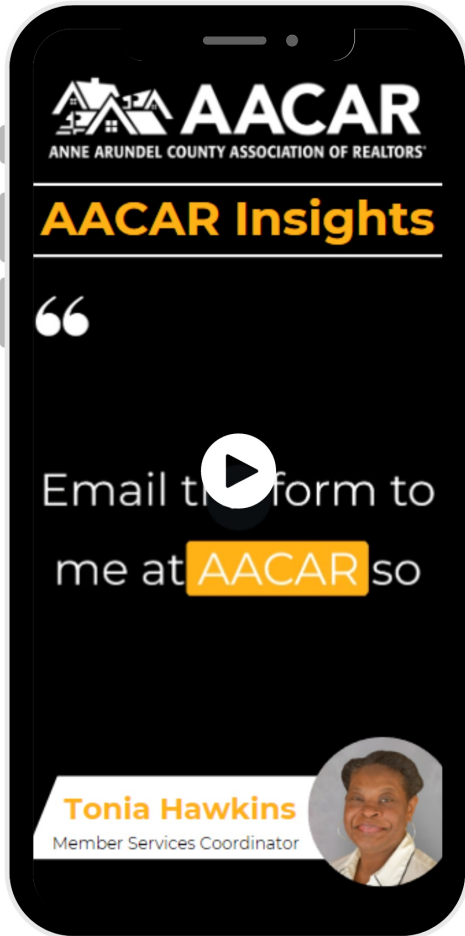 AACAR
ANNE ARUNDEL COUNTY ASSOCIATION OF REALTORS®
AACAR Insights
“
Email form to
me at AACAR so
Tonia Hawkins
Member Services Coordinator